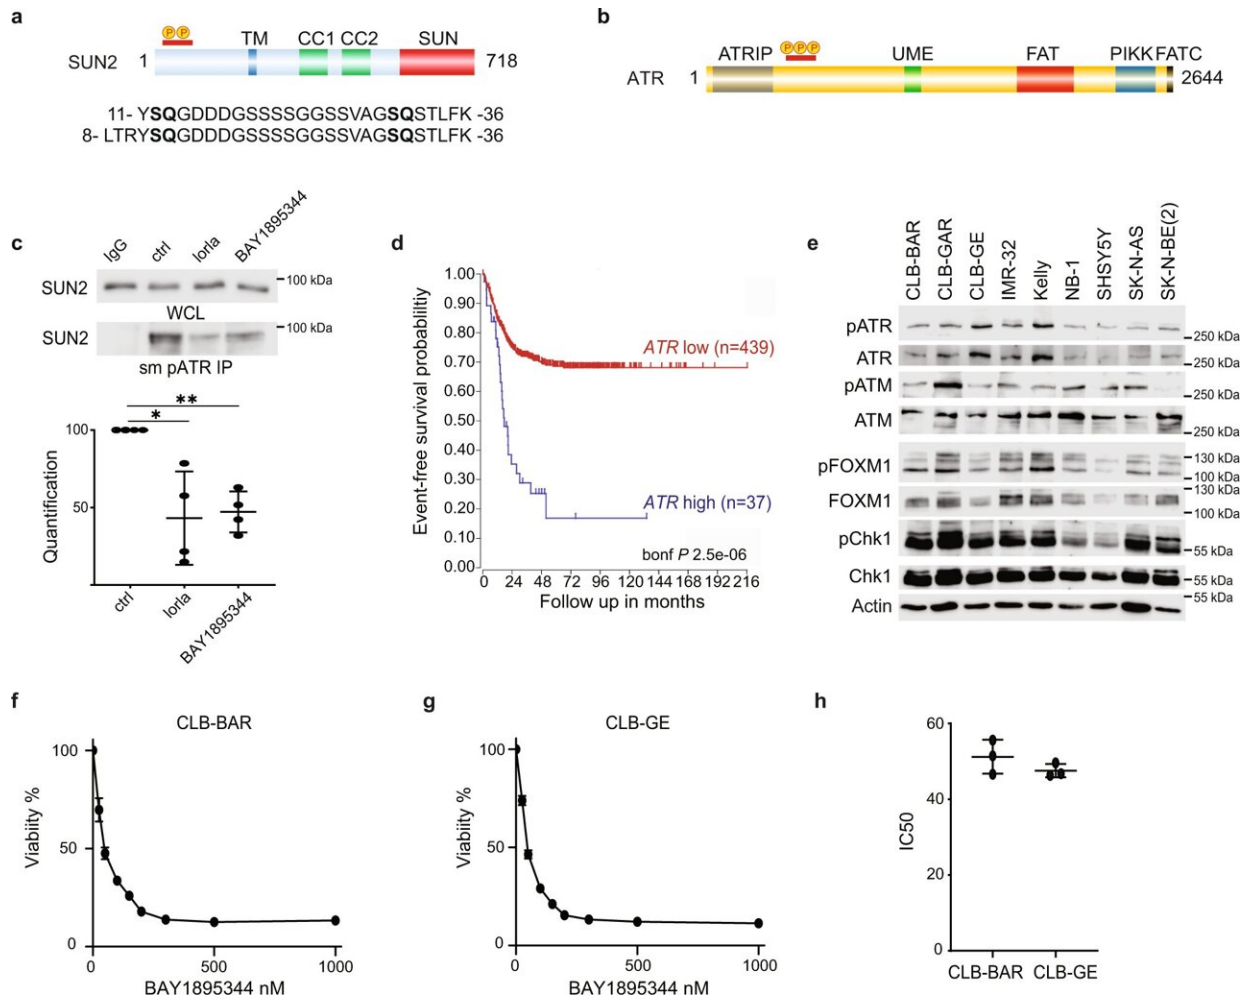 a
P P
TM CC1 CC2 SUN
SUN2 1 718
11- YSQGDDDGSSSSGGSSVAGSQSTLFK -36
8- LTRYSQGDDDGSSSSGGSSVAGSQSTLFK -36
b
P P P
ATRIP UME FAT PIKK FATC
ATR 1 2644
c
IgG ctrl lorla BAY1895344
SUN2 100 kDa
WCL
SUN2 100 kDa
sm pATR IP
**
*
100
50
Quantification
ctrl lorla BAY1895344
d
1.00
0.90
0.80
0.70
0.60
0.50
0.40
0.30
0.20
0.10
0.00
Event-free survival probablility
ATR low (n=439)
ATR high (n=37)
bonf P 2.5e-06
0 24 48 72 96 120 144 168 192 216
Follow up in months
e
CLB-BAR CLB-GAR CLB-GE IMR-32 Kelly NB-1 SHSY5Y SK-N-AS SK-N-BE(2)
pATR 250 kDa
ATR 250 kDa
pATM 250 kDa
ATM 250 kDa
pFOXM1 130 kDa
100 kDa
FOXM1 130 kDa
100 kDa
pChk1 55 kDa
Chk1 55 kDa
Actin 55 kDa
f
CLB-BAR
100
50
0
Viabiity %
0 500 1000
BAY1895344 nM
g
CLB-GE
100
50
0
Viability %
0 500 1000
BAY1895344 nM
h
60
40
20
0
IC50
CLB-BAR CLB-GE